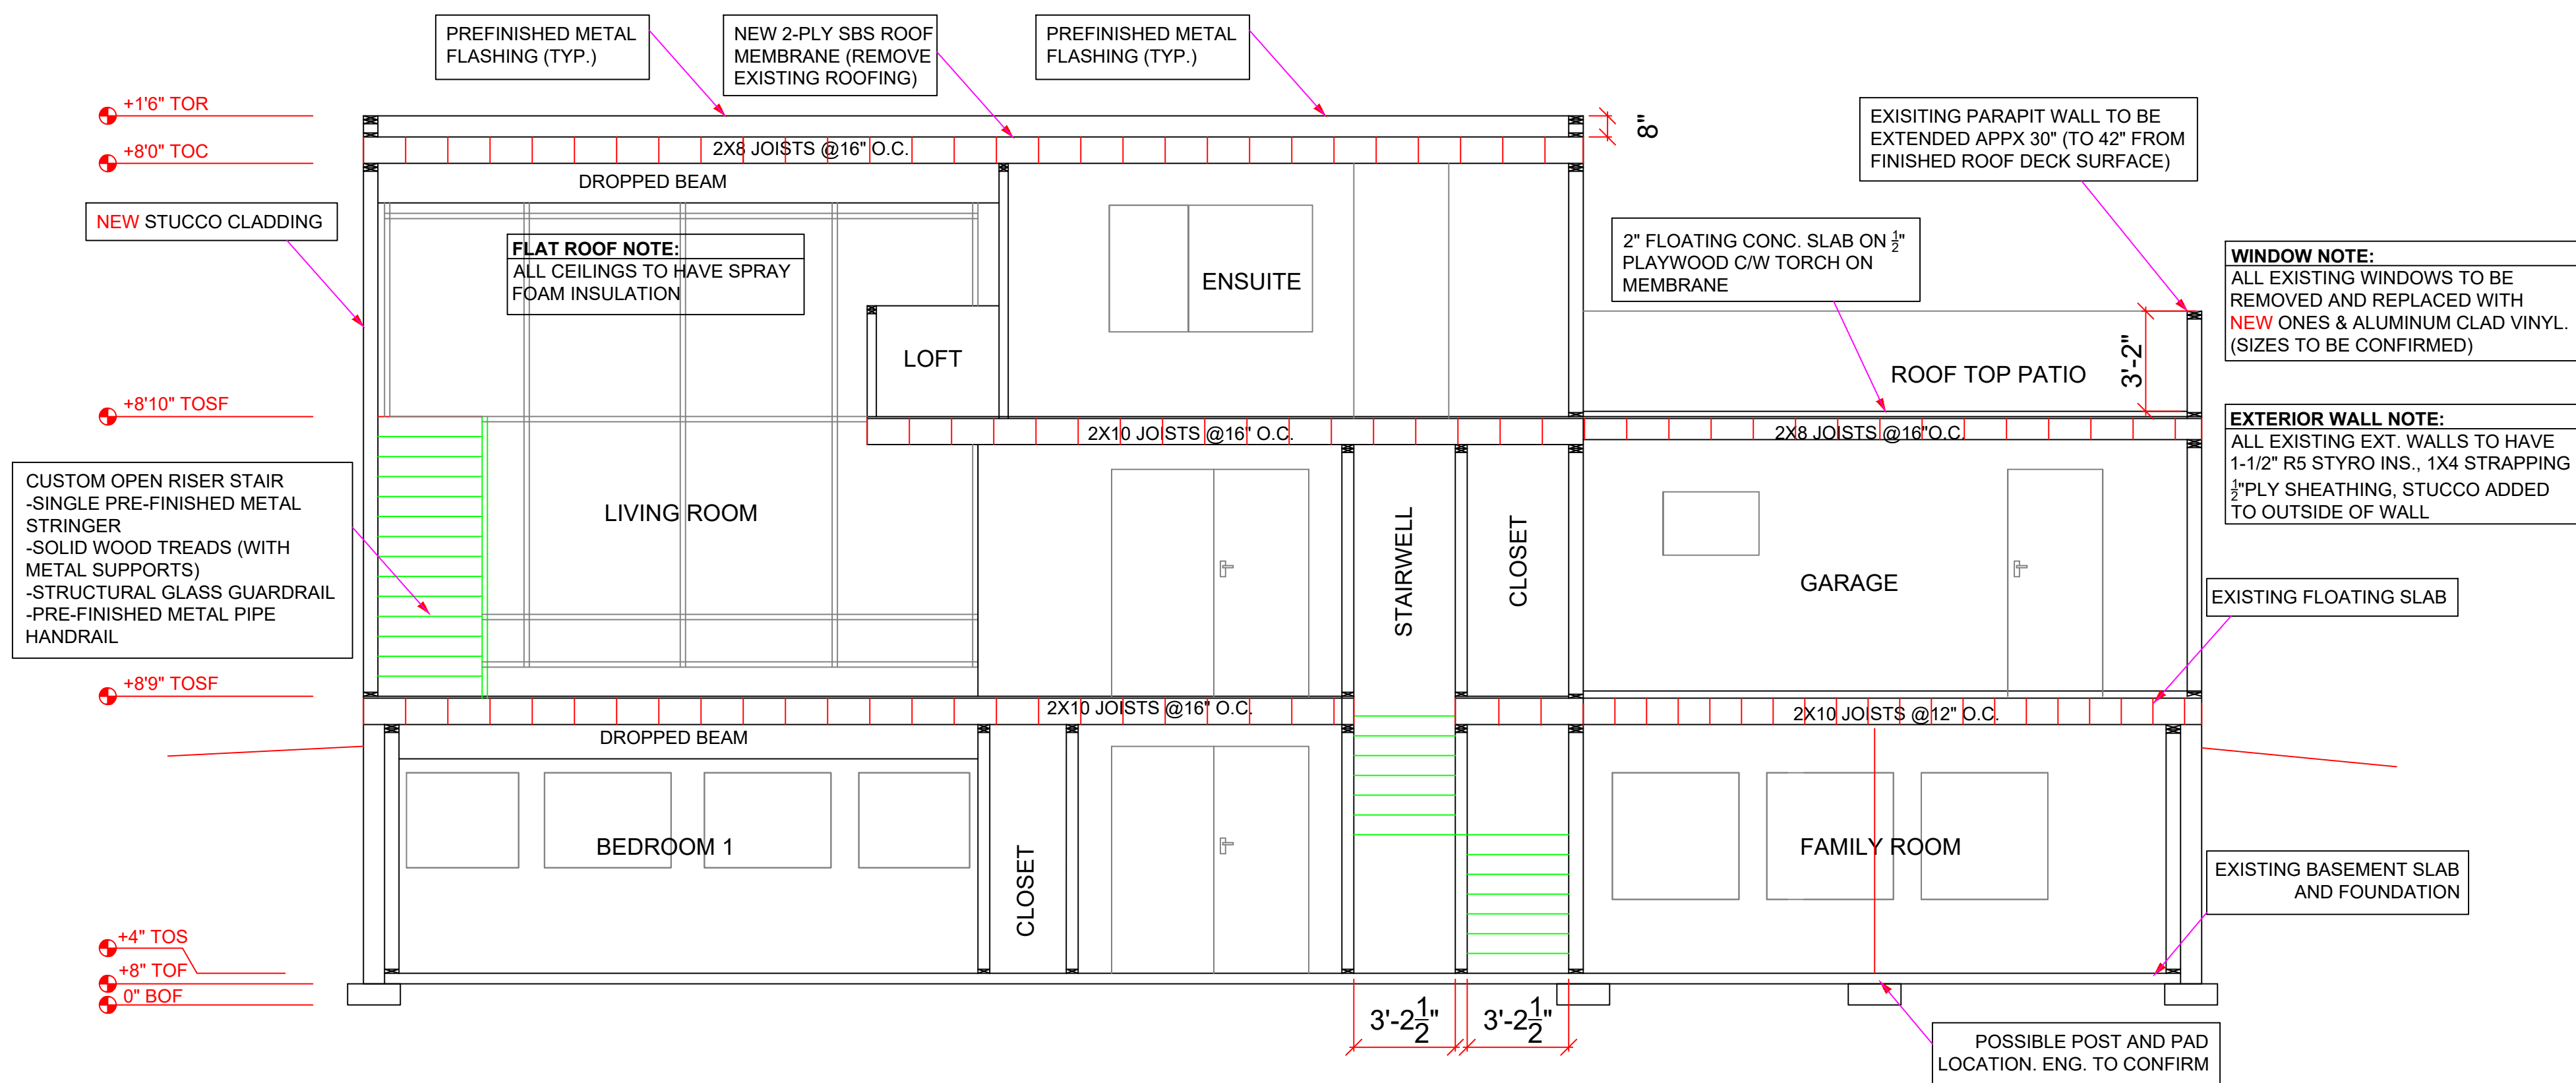 PREFINISHED METAL
FLASHING (TYP.)
NEW 2-PLY SBS ROOF
MEMBRANE (REMOVE
EXISTING ROOFING)
PREFINISHED METAL
FLASHING (TYP.)
+1'6" TOR
8"
EXISITING PARAPIT WALL TO BE
EXTENDED APPX 30" (TO 42" FROM
FINISHED ROOF DECK SURFACE)
+8'0" TOC
2X8 JOISTS @16" O.C.
DROPPED BEAM
NEW STUCCO CLADDING
FLAT ROOF NOTE:
ALL CEILINGS TO HAVE SPRAY
FOAM INSULATION
ENSUITE
2" FLOATING CONC. SLAB ON ½"
PLAYWOOD C/W TORCH ON
MEMBRANE
WINDOW NOTE:
ALL EXISTING WINDOWS TO BE
REMOVED AND REPLACED WITH
NEW ONES & ALUMINUM CLAD VINYL.
(SIZES TO BE CONFIRMED)
LOFT
ROOF TOP PATIO
3'-2"
+8'10" TOSF
2X10 JOISTS @16" O.C.
2X8 JOISTS @16"O.C.
EXTERIOR WALL NOTE:
ALL EXISTING EXT. WALLS TO HAVE
1-1/2" R5 STYRO INS., 1X4 STRAPPING
½"PLY SHEATHING, STUCCO ADDED
TO OUTSIDE OF WALL
CUSTOM OPEN RISER STAIR
-SINGLE PRE-FINISHED METAL
STRINGER
-SOLID WOOD TREADS (WITH
METAL SUPPORTS)
-STRUCTURAL GLASS GUARDRAIL
-PRE-FINISHED METAL PIPE
HANDRAIL
LIVING ROOM
STAIRWELL
CLOSET
GARAGE
EXISTING FLOATING SLAB
+8'9" TOSF
2X10 JOISTS @16" O.C.
2X10 JOISTS @12" O.C.
DROPPED BEAM
BEDROOM 1
CLOSET
FAMILY ROOM
EXISTING BASEMENT SLAB
AND FOUNDATION
+4" TOS
+8" TOF
0" BOF
3'-2½"
3'-2½"
POSSIBLE POST AND PAD
LOCATION. ENG. TO CONFIRM